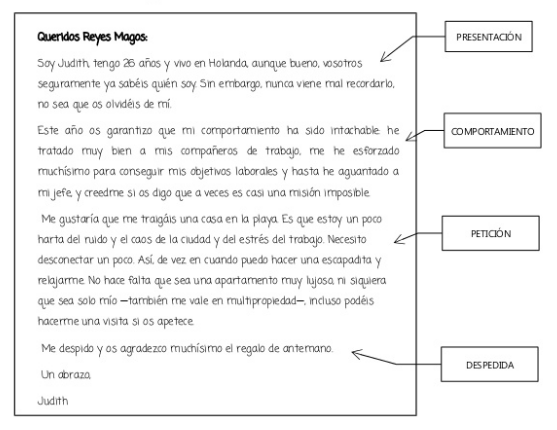 Queridos Reyes Magos:
PRESENTACIÓN
Soy Judith, tengo 26 años y vivo en Holanda, aunque bueno, vosotros
seguramente ya sabéis quién soy. Sin embargo, nunca viene mal recordarlo,
no sea que os olvidéis de mí.
COMPORTAMIENTO
Este año os garantizo que mi comportamiento ha sido intachable: he
tratado muy bien a mis compañeros de trabajo, me he esforzado
muchísimo para conseguir mis objetivos laborales y hasta he aguantado a
mi jefe, y creedme si os digo que a veces es casi una misión imposible.
PETICIÓN
Me gustaría que me traigáis una casa en la playa. Es que estoy un poco
harta del ruido y el caos de la ciudad y del estrés del trabajo. Necesito
desconectar un poco. Así, de vez en cuando puedo hacer una escapadita y
relajarme. No hace falta que sea una apartamento muy lujoso, ni siquiera
que sea solo mío —también me vale en multipropiedad—, incluso podéis
hacerme una visita si os apetece.
DESPEDIDA
Me despido y os agradezco muchísimo el regalo de antemano.
Un abrazo,
Judith